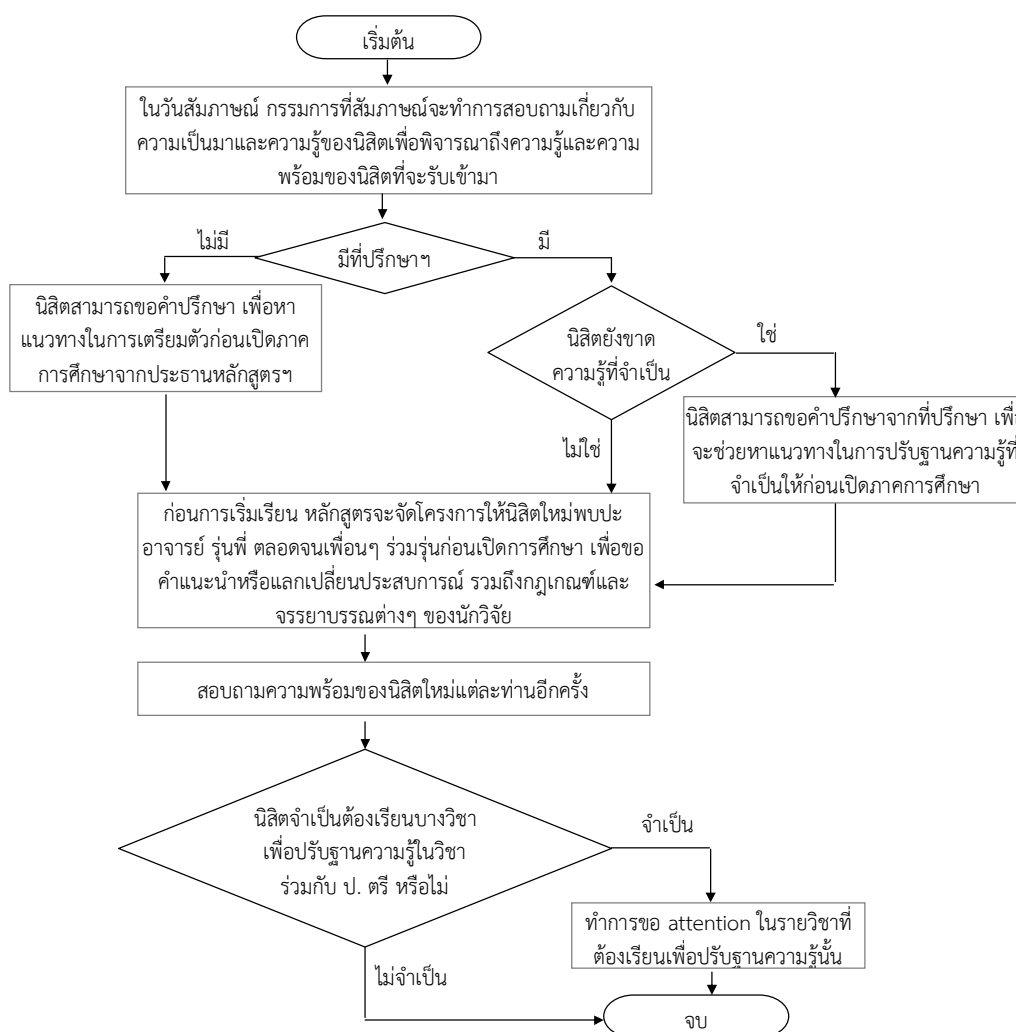 เริ่มต้น
ในวันสัมภาษณ์ กรรมการที่สัมภาษณ์จะทำการสอบถามเกี่ยวกับ
ความเป็นมาและความรู้ของนิสิตเพื่อพิจารณาถึงความรู้และความ
พร้อมของนิสิตที่จะรับเข้ามา
ไม่มี
มีที่ปรึกษาฯ
มี
นิสิตสามารถขอคำปรึกษา เพื่อหา
แนวทางในการเตรียมตัวก่อนเปิดภาค
การศึกษาจากประธานหลักสูตรฯ
นิสิตยังขาด
ความรู้ที่จำเป็น
ใช่
ไม่ใช่
นิสิตสามารถขอคำปรึกษาจากที่ปรึกษา
จะช่วยหาแนวทางในการปรับฐานความรู้
จำเป็นให้ก่อนเปิดภาคการศึกษา
ก่อนการเริ่มเรียน หลักสูตรจะจัดโครงการให้นิสิตใหม่พบปะ
อาจารย์ รุ่นพี่ ตลอดจนเพื่อนๆ ร่วมรุ่นก่อนเปิดการศึกษา เพื่อขอ
คำแนะนำหรือแลกเปลี่ยนประสบการณ์ รวมถึงกฎเกณฑ์และ
จรรยาบรรณต่างๆ ของนักวิจัย
สอบถามความพร้อมของนิสิตใหม่แต่ละท่านอีกครั้ง
นิสิตจำเป็นต้องเรียนบางวิชา
เพื่อปรับฐานความรู้ในวิชา
ร่วมกับ ป. ตรี หรือไม่
จำเป็น
ทำการขอ attention ในรายวิชาที่
ต้องเรียนเพื่อปรับฐานความรู้นั้น
ไม่จำเป็น
จบ